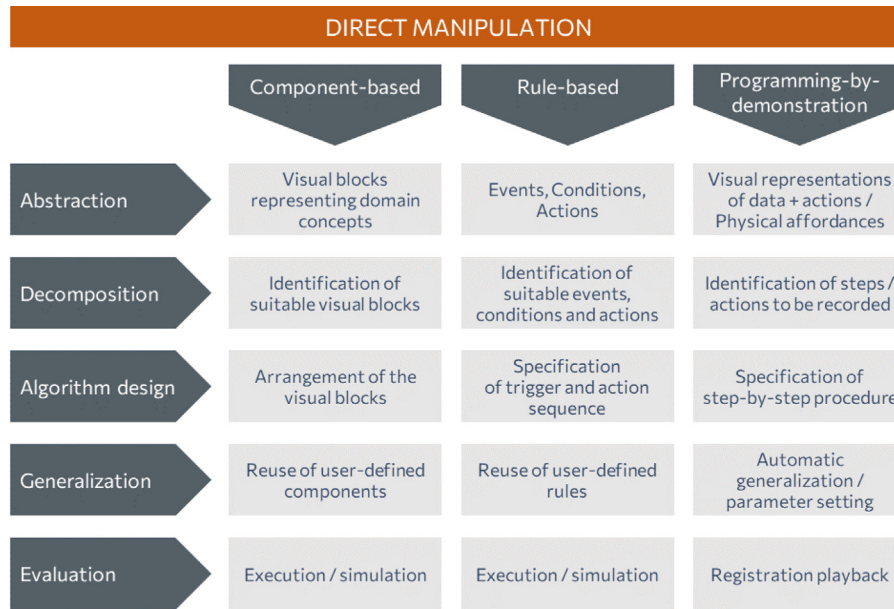 DIRECT MANIPULATION
Component-based
Rule-based
Programming-by-
demonstration
Abstraction
Visual blocks
representing domain
concepts
Events, Conditions,
Actions
Visual representations
of data + actions /
Physical affordances
Decomposition
Identification of
suitable visual blocks
Identification of
suitable events,
conditions and actions
Identification of steps /
actions to be recorded
Algorithm design
Arrangement of the
visual blocks
Specification
of trigger and action
sequence
Specification of
step-by-step procedure
Generalization
Reuse of user-defined
components
Reuse of user-defined
rules
Automatic
generalization /
parameter setting
Evaluation
Execution / simulation
Execution / simulation
Registration playback